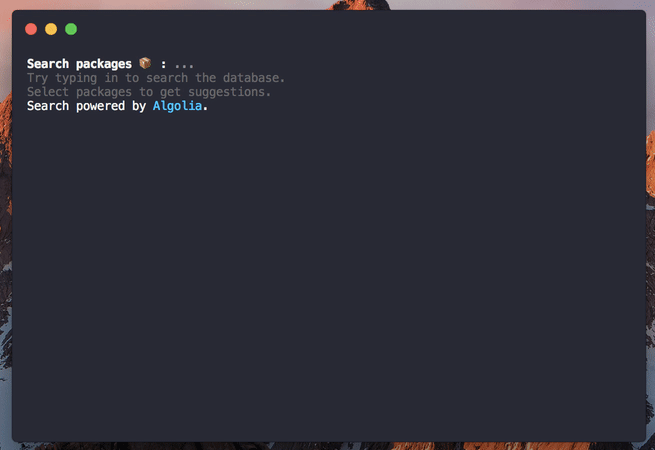 Search packages 📦 : ...
Try typing in to search the database.
Select packages to get suggestions.
Search powered by Algolia.